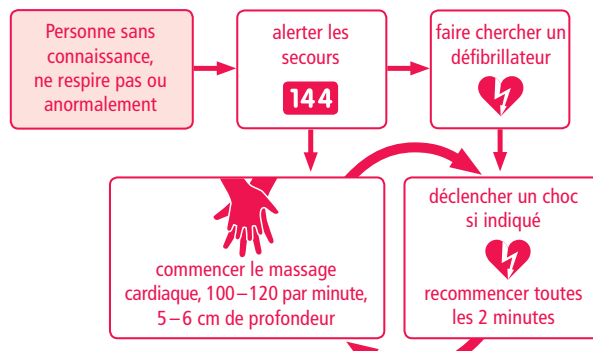 Personne sans
connaissance,
ne respire pas ou
anormalement
alerter les
secours
144
faire chercher un
défibrillateur
commencer le massage
cardiaque, 100–120 par minute,
5–6 cm de profondeur
déclencher un choc
si indiqué
recommencer toutes
les 2 minutes